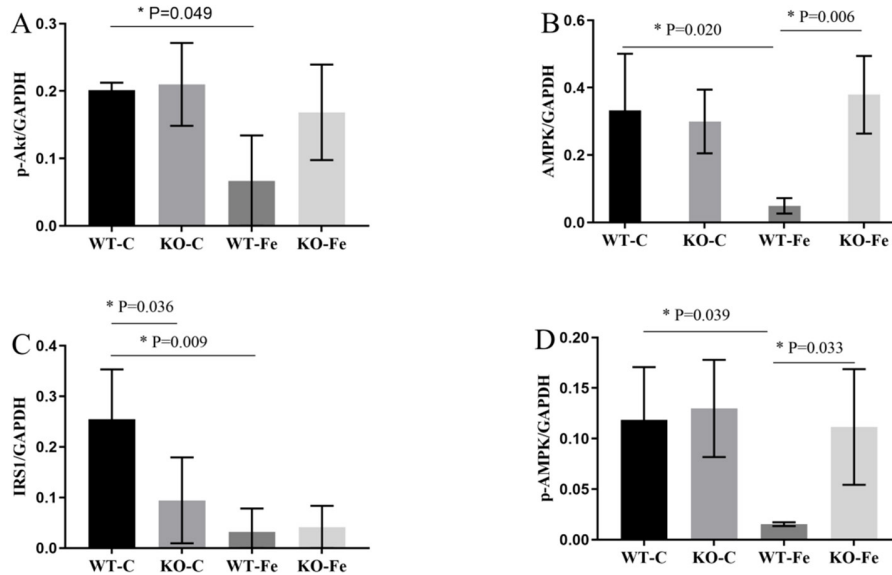 A
* P=0.049
p-Akt/GAPDH
0.3
0.2
0.1
0.0
WT-C KO-C WT-Fe KO-Fe
B
* P=0.006
* P=0.020
AMPK/GAPDH
0.6
0.4
0.2
0.0
WT-C KO-C WT-Fe KO-Fe
C
* P=0.036
* P=0.009
IRS1/GAPDH
0.4
0.3
0.2
0.1
0.0
WT-C KO-C WT-Fe KO-Fe
D
* P=0.039
* P=0.033
p-AMPK/GAPDH
0.20
0.15
0.10
0.05
0.00
WT-C KO-C WT-Fe KO-Fe